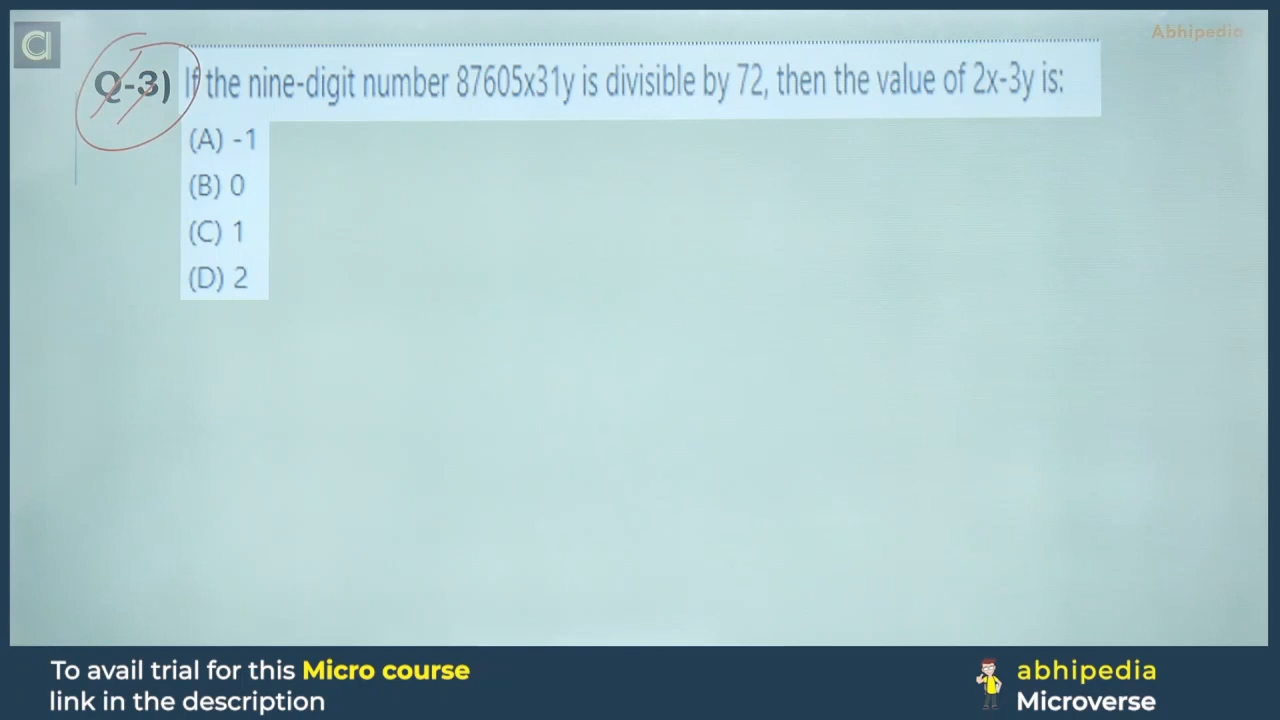 Abhipedia
Q-3) If the nine-digit number 87605x31y is divisible by 72, then the value of 2x-3y is:
(A) -1
(B) 0
(C) 1
(D) 2
To avail trial for this Micro course
link in the description
abhipedia
Microverse